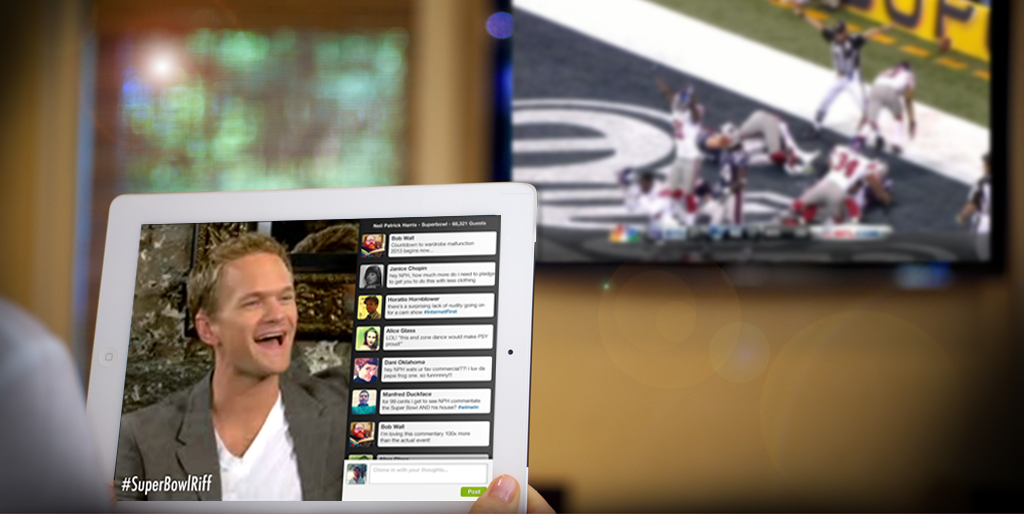 Neil Patrick Harris - Superbowl - 66,321 Guests
Bob Wall
Countdown to wardrobe malfunction
2013 begins now...
Janice Chopin
hey NPH, how much more do i need to pledge
to get you to do this with less clothing
Horatio Hornblower
there's a surprising lack of nudity going on
for a cam show #InternetFirst
Alice Glass
LOL! "this end zone dance would make PSY
proud!"
Dani Oklahoma
hey NPH wats ur fav commercial??! i luv da
pepsi frog one. so funnnny!!!
Manfred Duckface
for 99 cents i get to see NPH commentate
the Super Bowl AND his house? #winwin
Bob Wall
I'm loving this commentary 100x more
than the actual event!
Chime in with your thoughts...
Post
#SuperBowlRiff
34